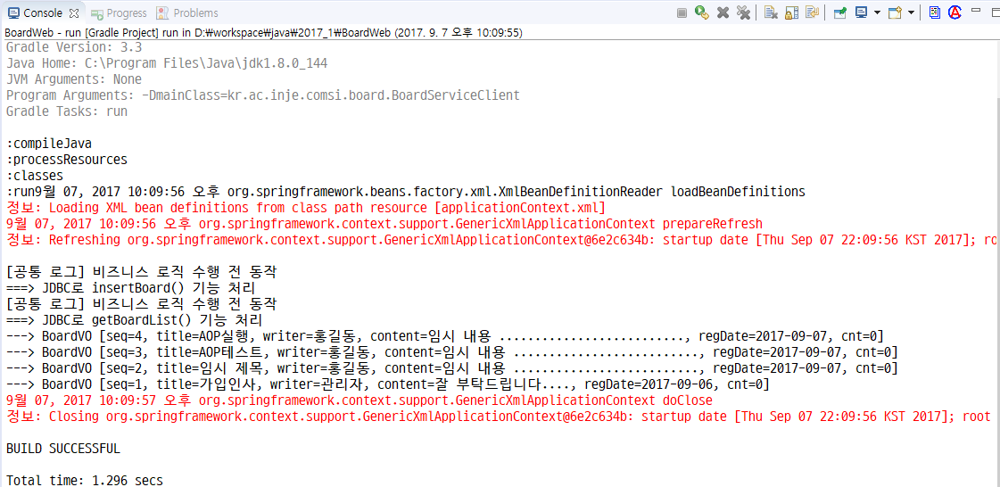 Console Progress Problems
BoardWeb - run [Gradle Project] run in D:₩workspace₩java₩2017_1₩BoardWeb (2017. 9. 7 오후 10:09:55)
Gradle Version: 3.3
Java Home: C:\Program Files\Java\jdk1.8.0_144
JVM Arguments: None
Program Arguments: -DmainClass=kr.ac.inje.comsi.board.BoardServiceClient
Gradle Tasks: run
:compileJava
:processResources
:classes
:run9월 07, 2017 10:09:56 오후 org.springframework.beans.factory.xml.XmlBeanDefinitionReader loadBeanDefinitions
정보: Loading XML bean definitions from class path resource [applicationContext.xml]
9월 07, 2017 10:09:56 오후 org.springframework.context.support.GenericXmlApplicationContext prepareRefresh
정보: Refreshing org.springframework.context.support.GenericXmlApplicationContext@6e2c634b: startup date [Thu Sep 07 22:09:56 KST 2017]; ro
[공통 로그] 비즈니스 로직 수행 전 동작
===> JDBC로 insertBoard() 기능 처리
[공통 로그] 비즈니스 로직 수행 전 동작
===> JDBC로 getBoardList() 기능 처리
---> BoardVO [seq=4, title=AOP실행, writer=홍길동, content=임시 내용 .........................., regDate=2017-09-07, cnt=0]
---> BoardVO [seq=3, title=AOP테스트, writer=홍길동, content=임시 내용 .........................., regDate=2017-09-07, cnt=0]
---> BoardVO [seq=2, title=임시 제목, writer=홍길동, content=임시 내용 .........................., regDate=2017-09-07, cnt=0]
---> BoardVO [seq=1, title=가입인사, writer=관리자, content=잘 부탁드립니다...., regDate=2017-09-06, cnt=0]
9월 07, 2017 10:09:57 오후 org.springframework.context.support.GenericXmlApplicationContext doClose
정보: Closing org.springframework.context.support.GenericXmlApplicationContext@6e2c634b: startup date [Thu Sep 07 22:09:56 KST 2017]; root
BUILD SUCCESSFUL
Total time: 1.296 secs